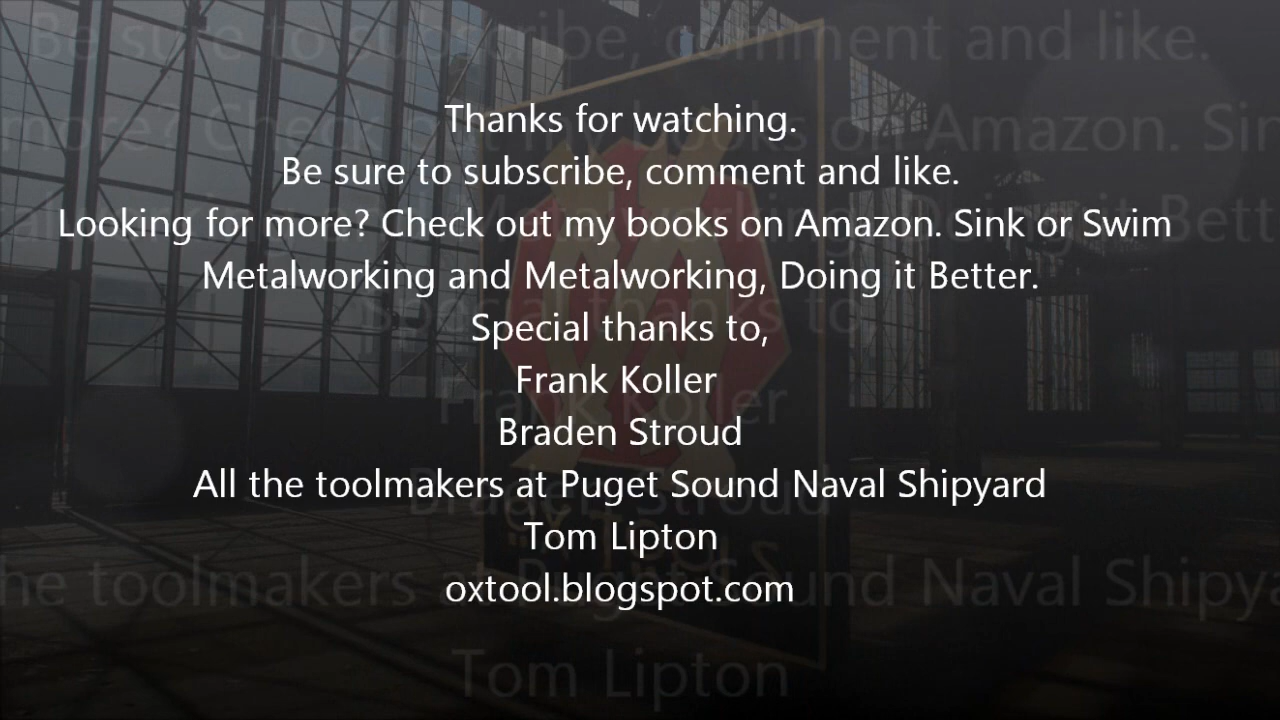 Thanks for watching.
Be sure to subscribe, comment and like.
Looking for more? Check out my books on Amazon. Sink or Swim
Metalworking and Metalworking, Doing it Better.
Special thanks to,
Frank Koller
Braden Stroud
All the toolmakers at Puget Sound Naval Shipyard
Tom Lipton
oxtool.blogspot.com